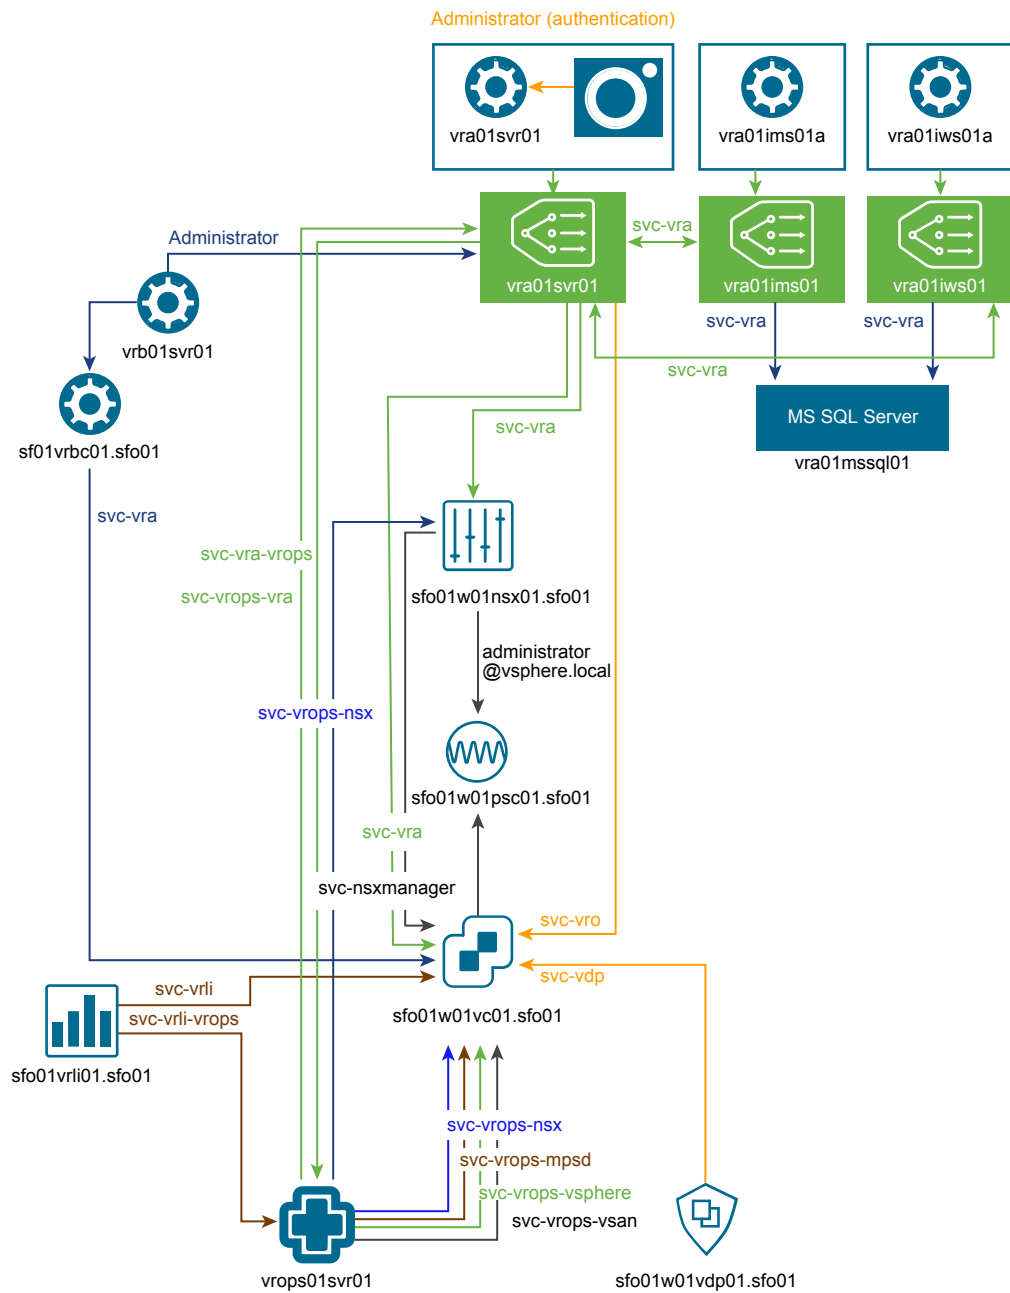 Administrator (authentication)
vra01svr01
vra01ims01a
vra01iws01a
svc-vra
Administrator
vra01svr01
vra01ims01
vra01iws01
svc-vra
svc-vra
vrb01svr01
svc-vra
MS SQL Server
svc-vra
sf01vrbc01.sfo01
vra01mssql01
svc-vra
svc-vra-vrops
svc-vrops-vra
sfo01w01nsx01.sfo01
administrator
@vsphere.local
svc-vrops-nsx
sfo01w01psc01.sfo01
svc-vra
svc-nsxmanager
svc-vro
svc-vdp
svc-vrli
svc-vrli-vrops
sfo01w01vc01.sfo01
sfo01vrli01.sfo01
svc-vrops-nsx
svc-vrops-mpsd
svc-vrops-vsphere
svc-vrops-vsan
vrops01svr01
sfo01w01vdp01.sfo01